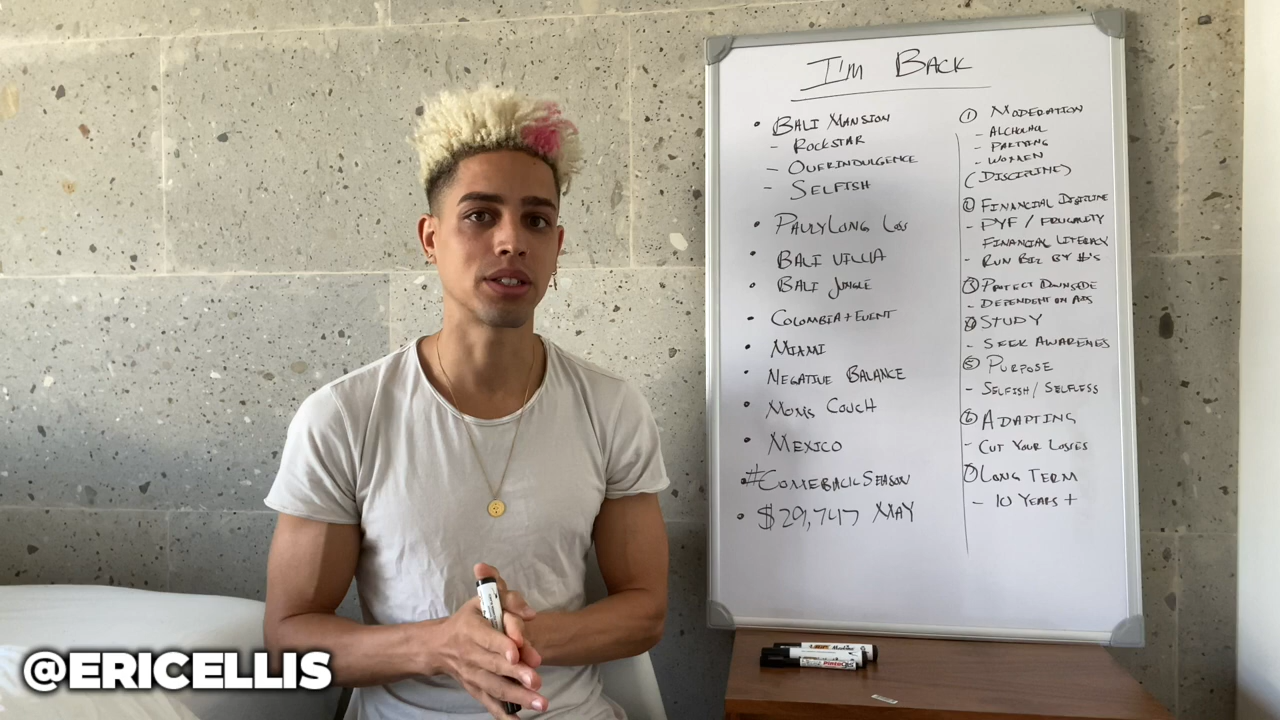 I'm Back
• Bali Mansion
- Rockstar
- Overindulgence
- Selfish
• PaulyLong Loss
• Bali Villa
• Bali Jungle
• Colombia + Event
• Miami
• Negative Balance
• Mom's Couch
• Mexico
#ComebackSeason
• $29,747 May
① Moderation
- Alchohol
- Partying
- Women
(Discipline)
② Financial Discipline
- PYF / Frugality
Financial Literacy
- Run Biz by #'s
③ Protect Downside
- Dependent on Ads
④ Study
- Seek Awareness
⑤ Purpose
- Selfish / Selfless
⑥ Adapting
- Cut Your Losses
⑦ Long Term
- 10 Years +
@ERICELLIS